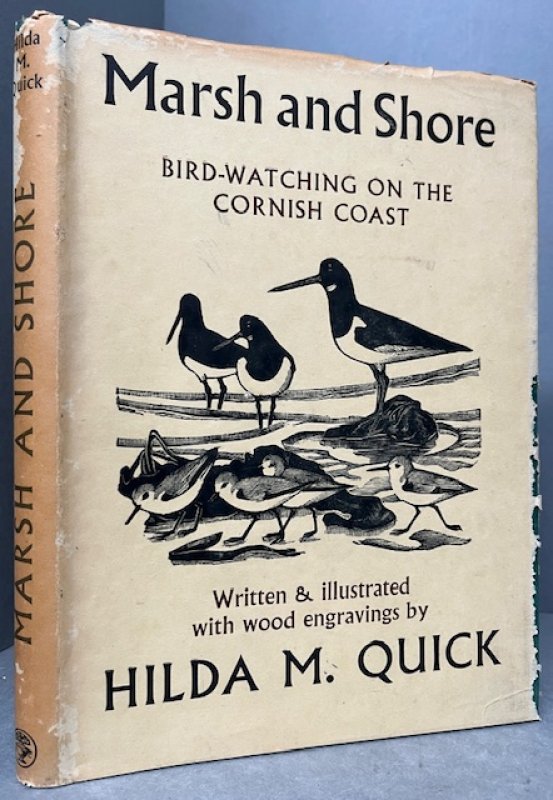 Hilda
M.
Quick
MARSH AND SHORE
Marsh and Shore
BIRD-WATCHING ON THE
CORNISH COAST
Written & illustrated
with wood engravings by
HILDA M. QUICK